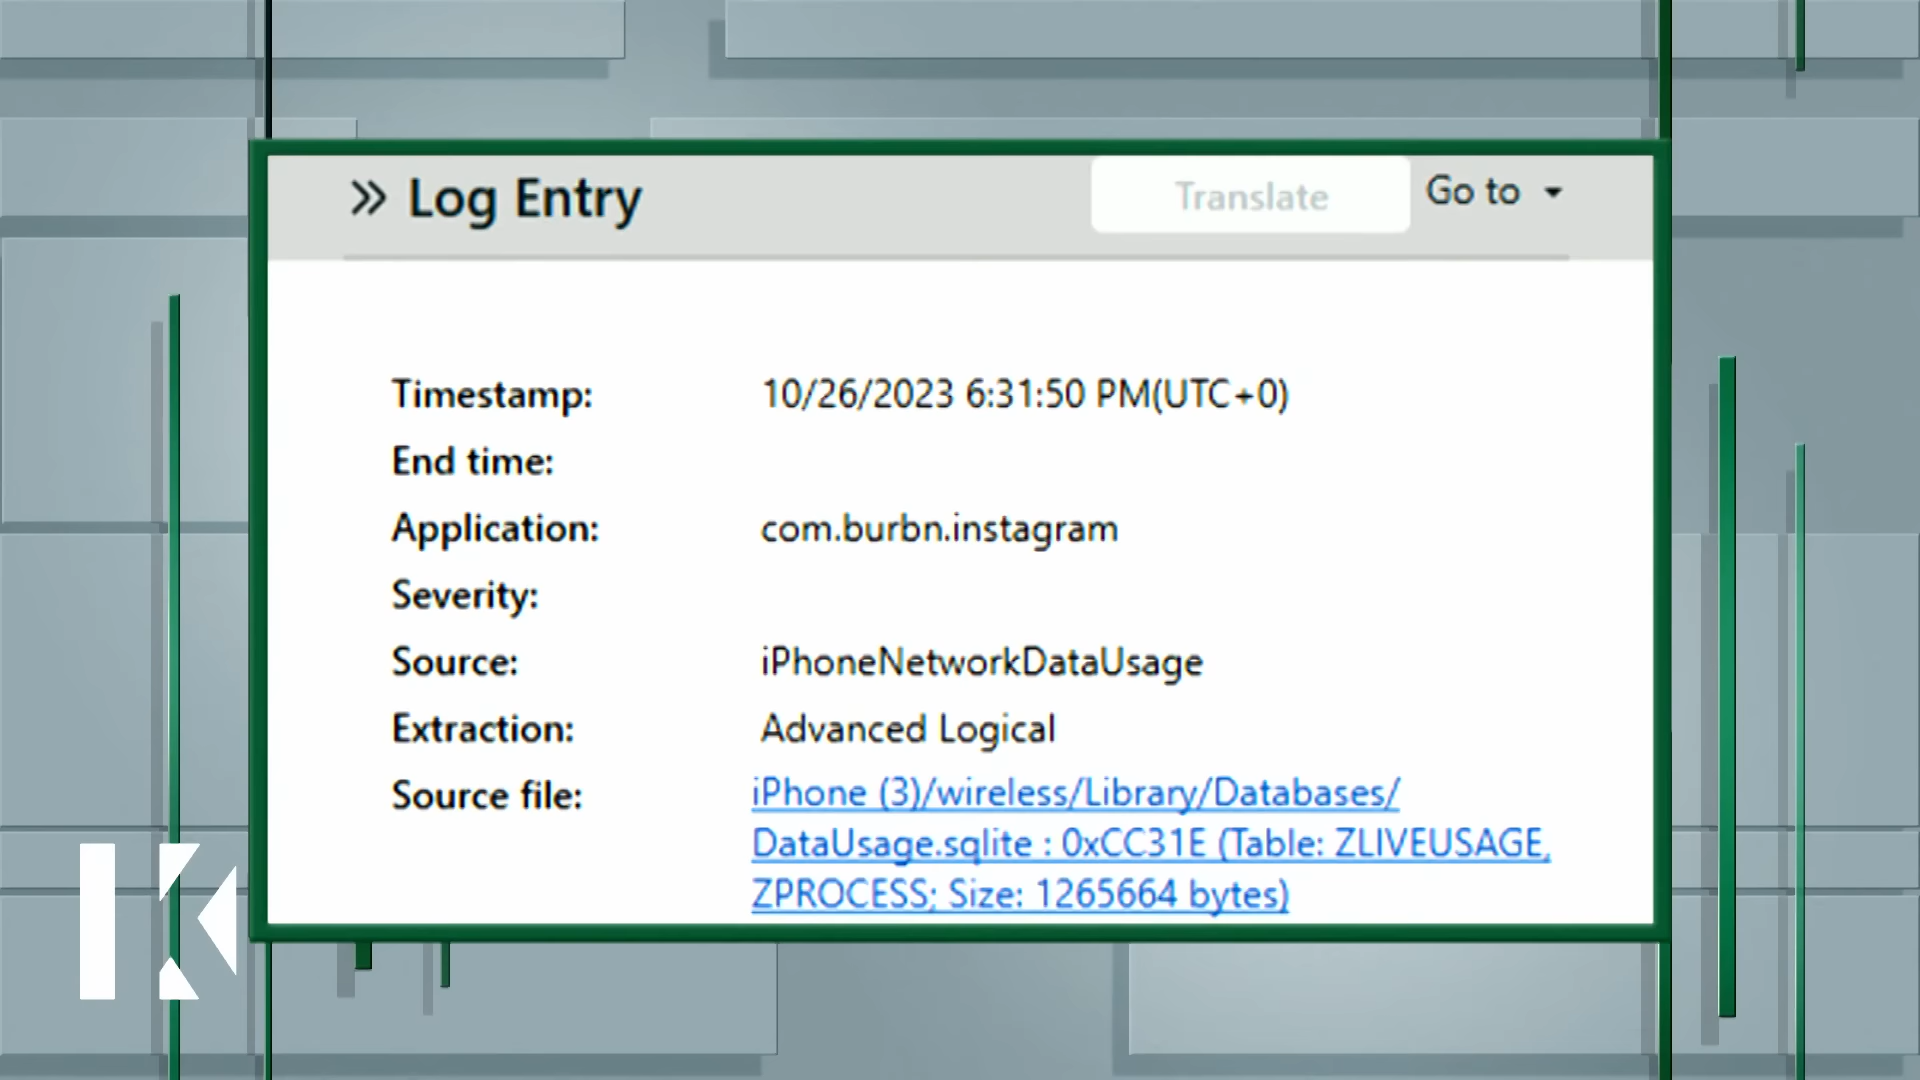 Log Entry
Translate
Go to
Timestamp: 10/26/2023 6:31:50 PM(UTC+0)
End time:
Application: com.burbn.instagram
Severity:
Source: iPhoneNetworkDataUsage
Extraction: Advanced Logical
Source file: iPhone (3)/wireless/Library/Databases/
DataUsage.sqlite : 0xCC31E (Table: ZLIVEUSAGE,
ZPROCESS; Size: 1265664 bytes)
K